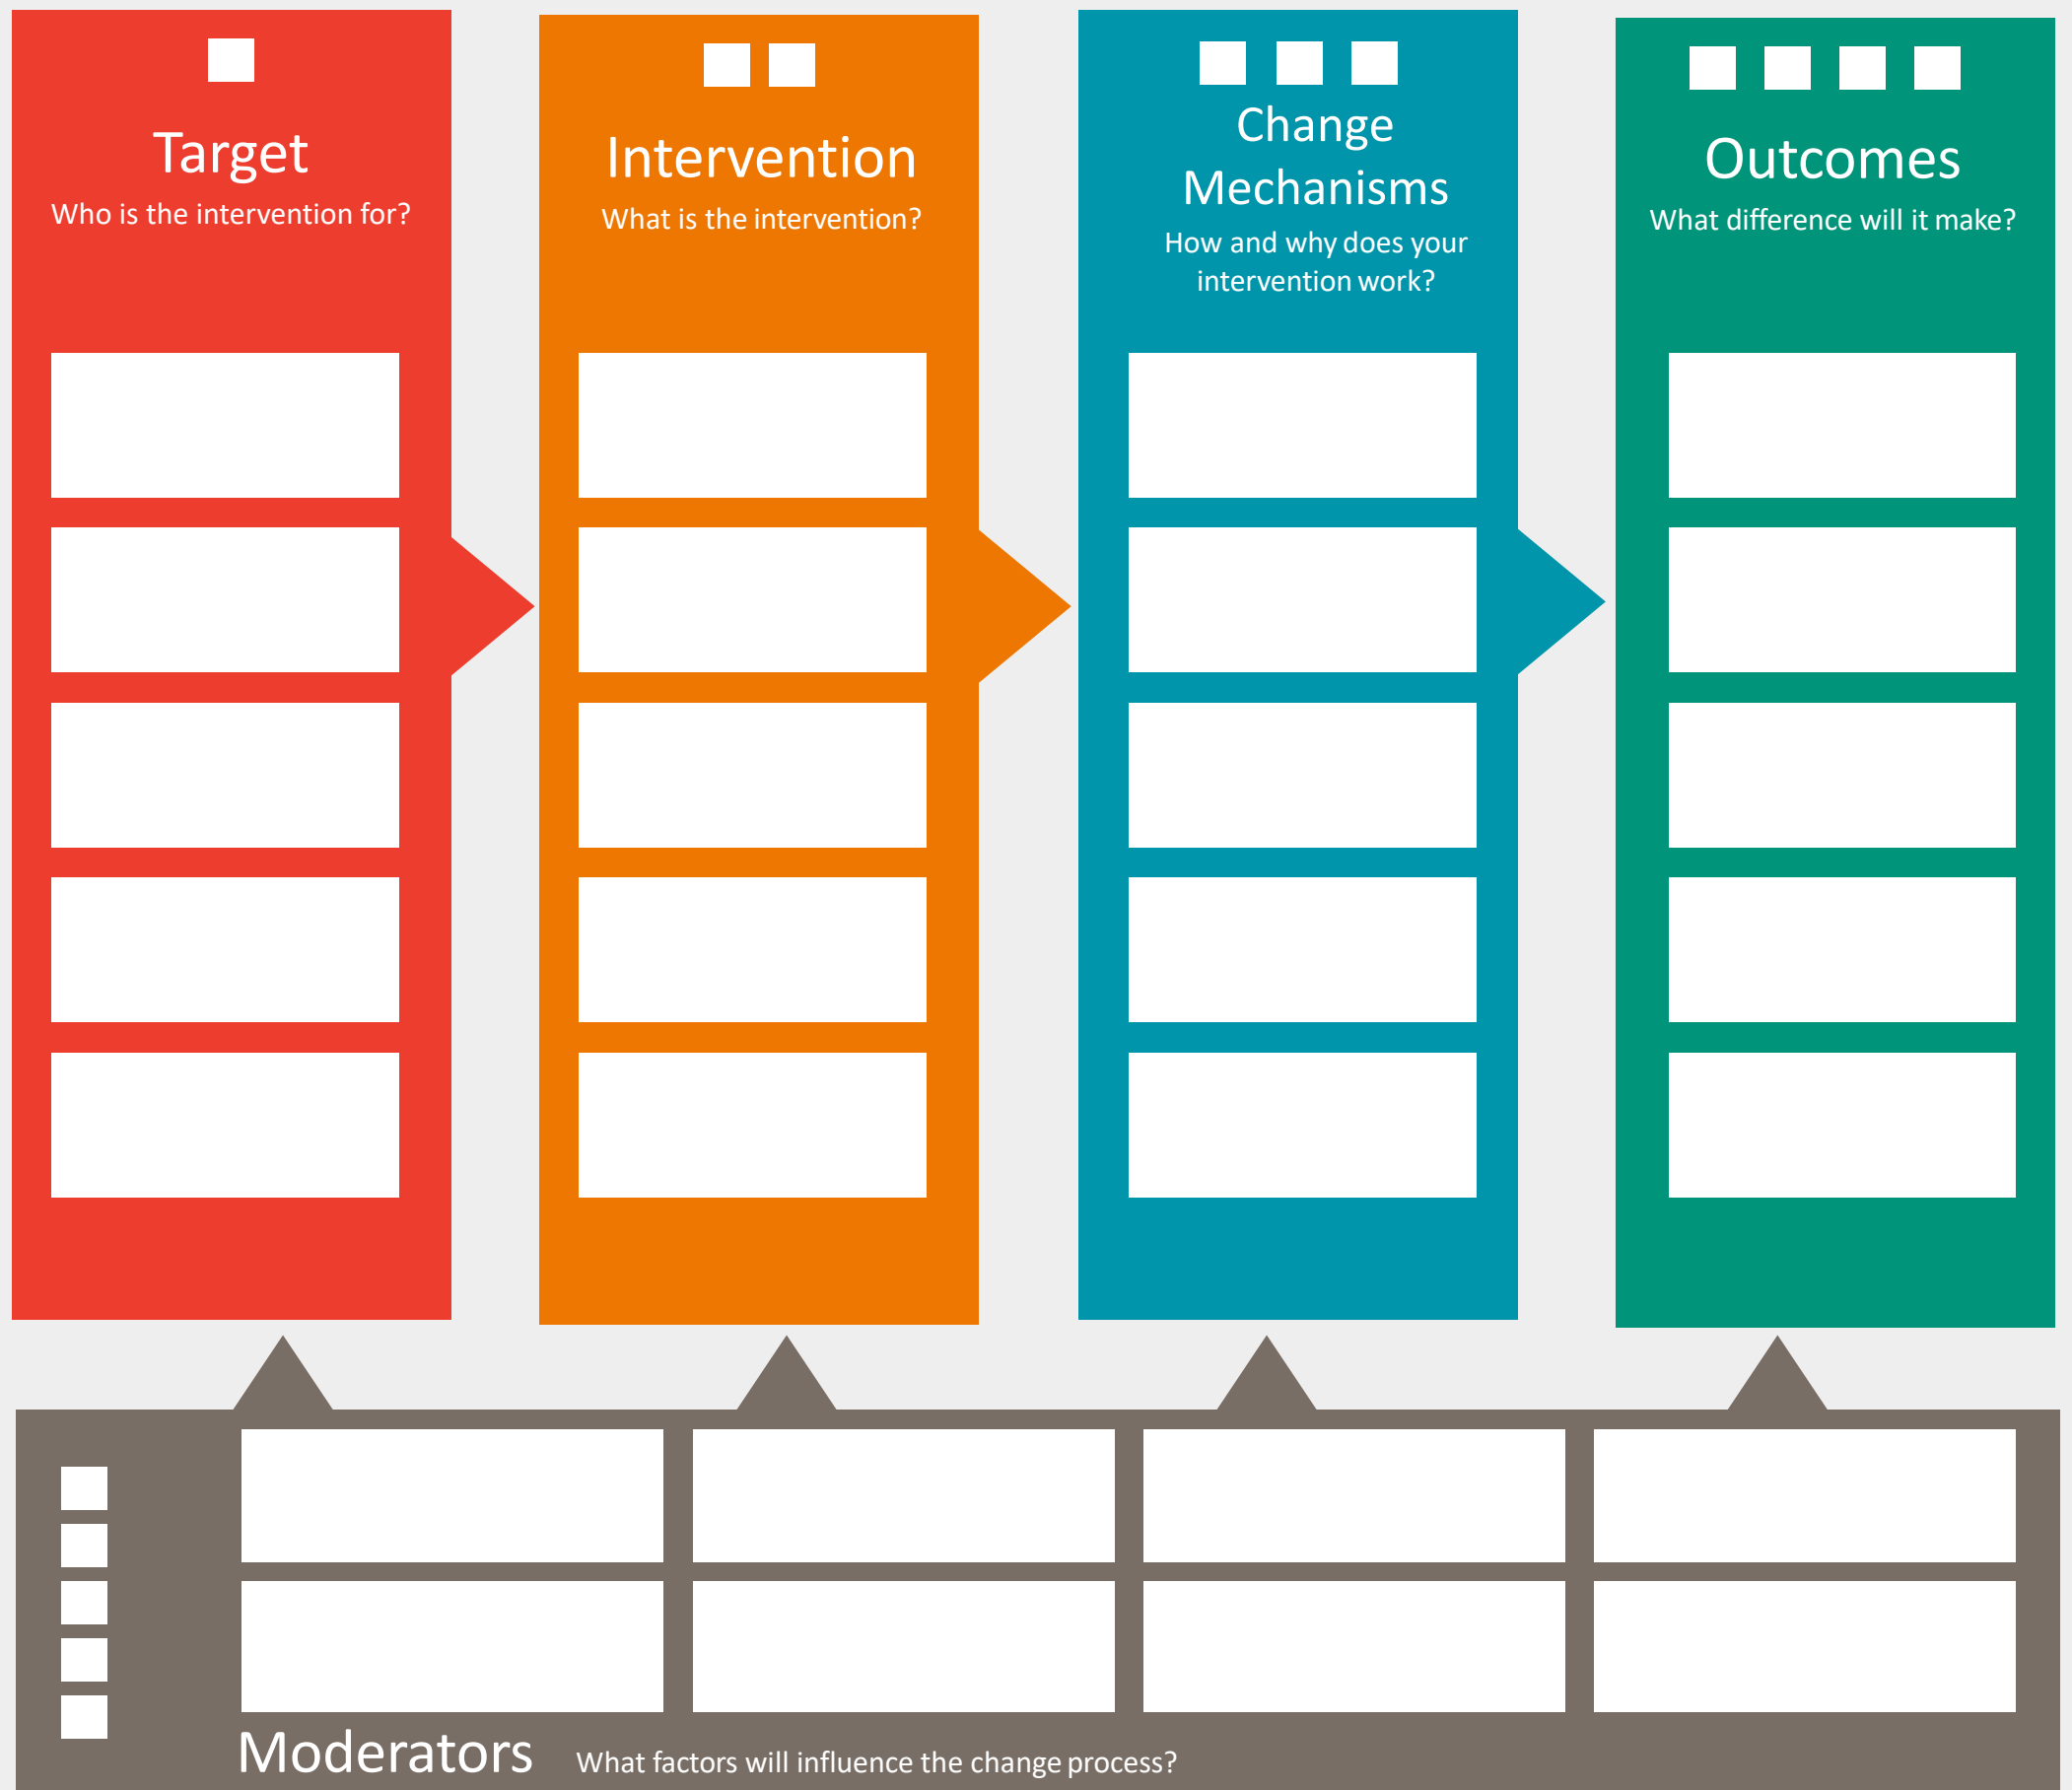 Target
Who is the intervention for?
Intervention
What is the intervention?
Change
Mechanisms
How and why does your
intervention work?
Outcomes
What difference will it make?
Moderators
What factors will influence the change process?